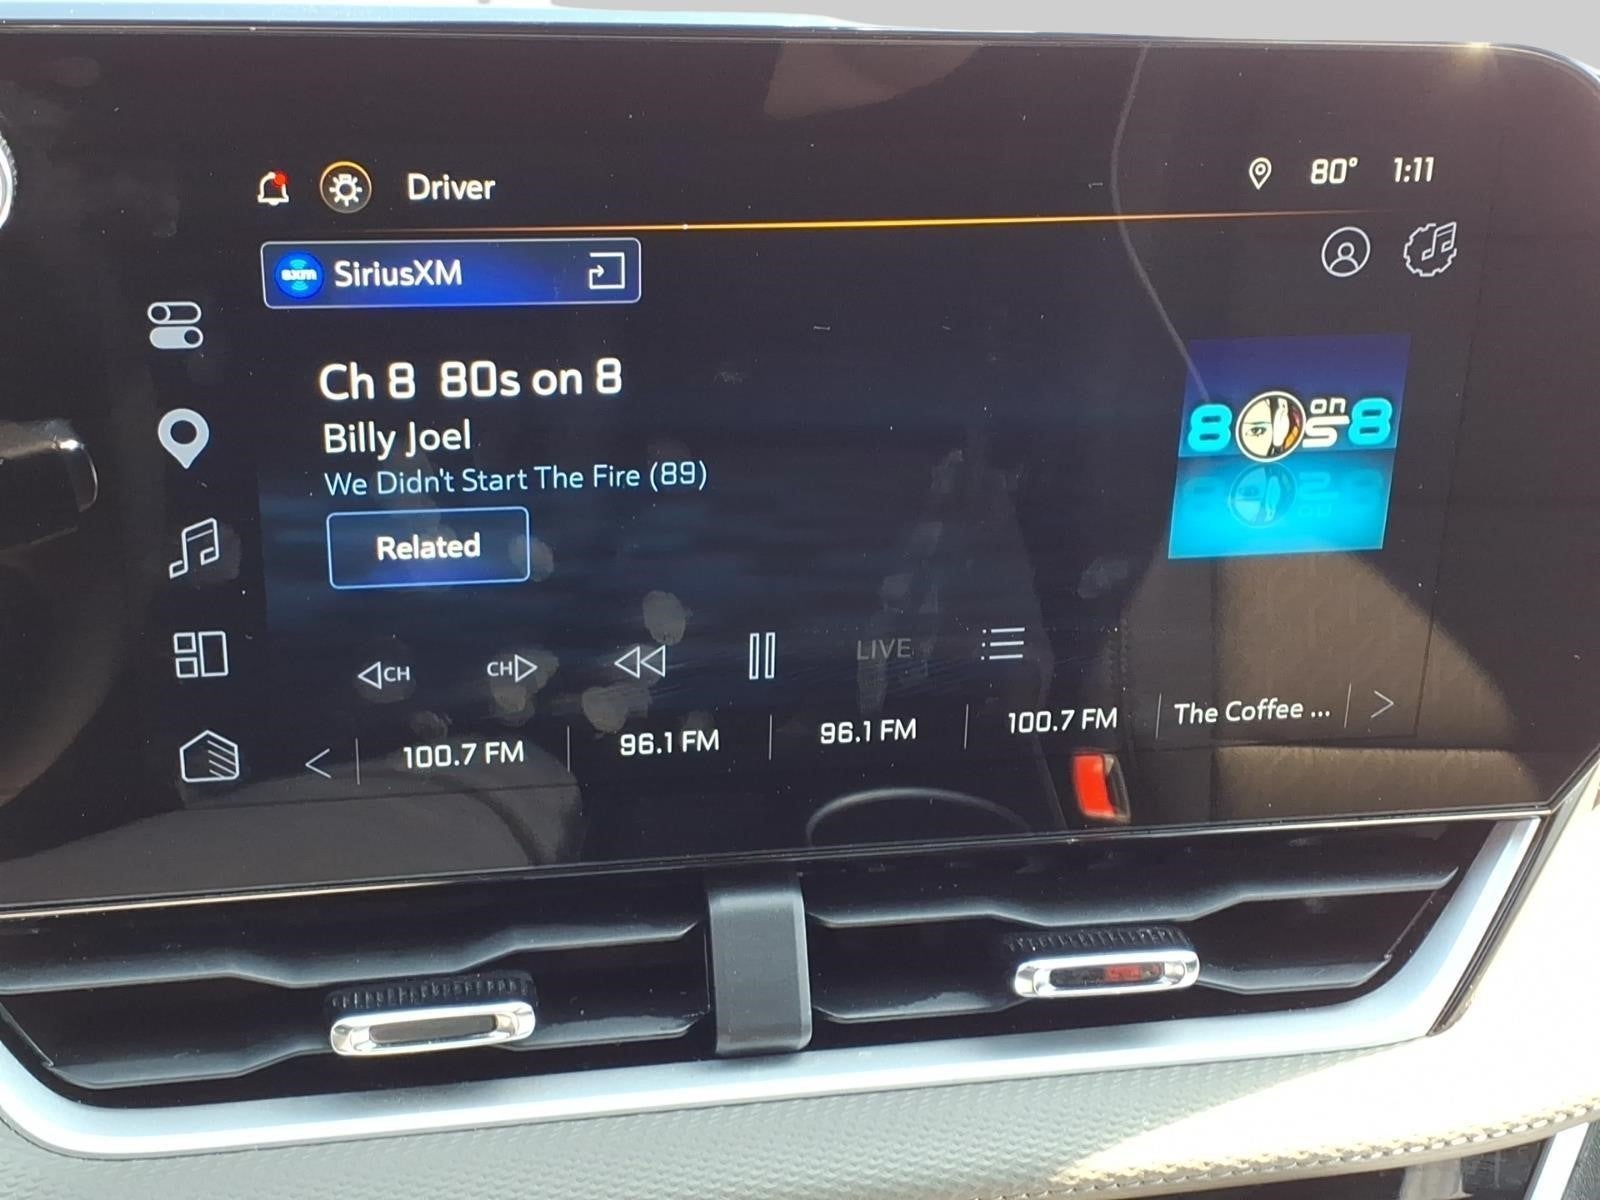 Driver
80° 1:11
sxm SiriusXM
Ch 8 80s on 8
Billy Joel
We Didn't Start The Fire (89)
Related
80s on 8
CH CH LIVE
100.7 FM 96.1 FM 96.1 FM 100.7 FM The Coffee ...